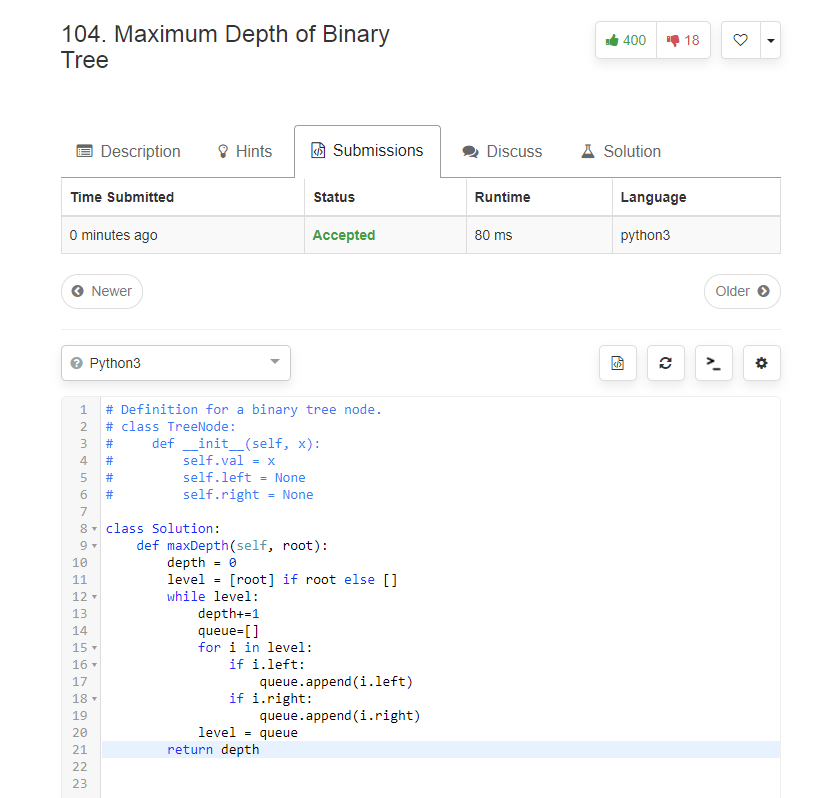 104. Maximum Depth of Binary
Tree
400 18
Description Hints Submissions Discuss Solution
Time Submitted Status Runtime Language
0 minutes ago Accepted 80 ms python3
Newer Older
Python3
1 # Definition for a binary tree node.
2 # class TreeNode:
3 #     def __init__(self, x):
4 #         self.val = x
5 #         self.left = None
6 #         self.right = None
7
8 class Solution:
9     def maxDepth(self, root):
10         depth = 0
11         level = [root] if root else []
12         while level:
13             depth+=1
14             queue=[]
15             for i in level:
16                 if i.left:
17                     queue.append(i.left)
18                 if i.right:
19                     queue.append(i.right)
20             level = queue
21         return depth
22
23